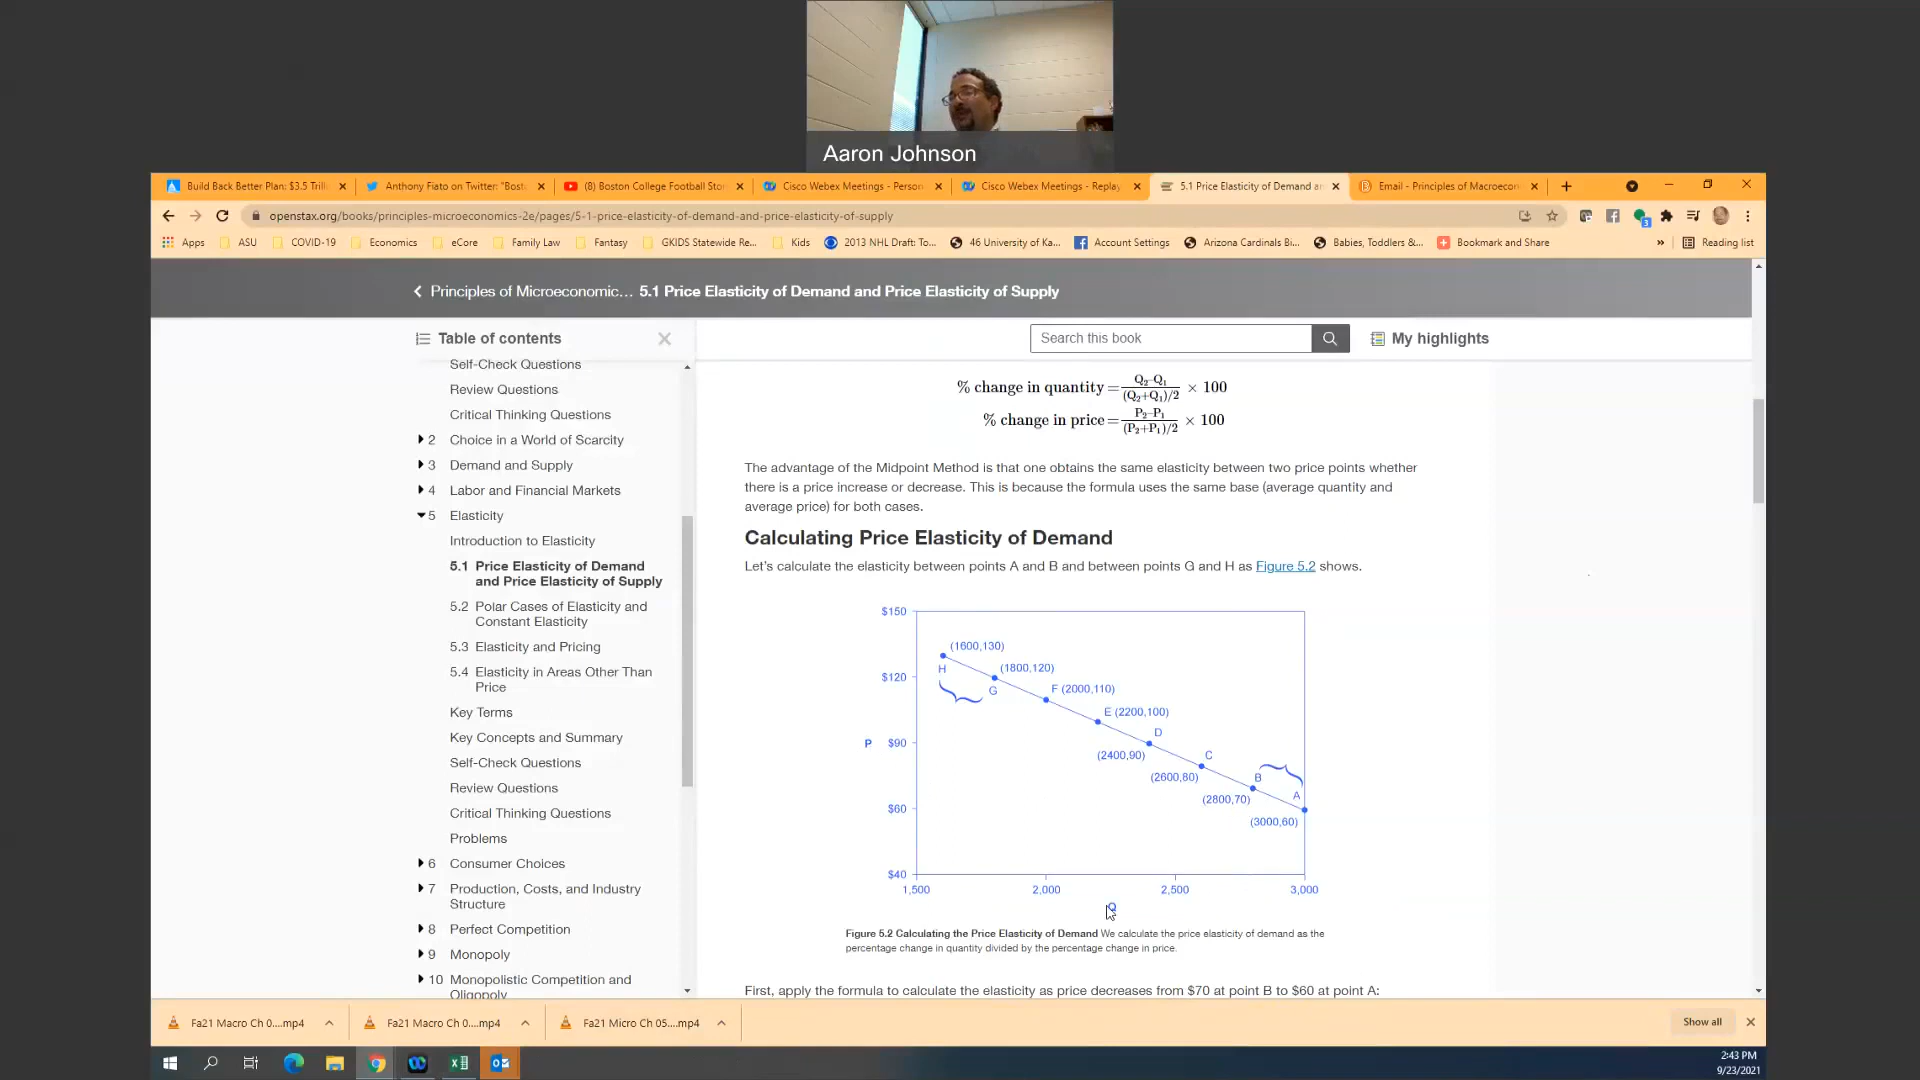 Aaron Johnson
Build Back Better Plan: $3.5 Trill
Anthony Fiato on Twitter: "Bost
(8) Boston College Football Stor
Cisco Webex Meetings - Person
Cisco Webex Meetings - Replay
5.1 Price Elasticity of Demand an
Email - Principles of Macroecon
openstax.org/books/principles-microeconomics-2e/pages/5-1-price-elasticity-of-demand-and-price-elasticity-of-supply
3
Apps
ASU
COVID-19
Economics
eCore
Family Law
Fantasy
GKIDS Statewide Re...
Kids
2013 NHL Draft: To...
46 University of Ka...
Account Settings
Arizona Cardinals Bi...
Babies, Toddlers &...
Bookmark and Share
»
Reading list
Principles of Microeconomic... 5.1 Price Elasticity of Demand and Price Elasticity of Supply
Table of contents
Search this book
My highlights
Self-Check Questions
Review Questions
Critical Thinking Questions
2 Choice in a World of Scarcity
3 Demand and Supply
4 Labor and Financial Markets
5 Elasticity
Introduction to Elasticity
5.1 Price Elasticity of Demand
and Price Elasticity of Supply
5.2 Polar Cases of Elasticity and
Constant Elasticity
5.3 Elasticity and Pricing
5.4 Elasticity in Areas Other Than
Price
Key Terms
Key Concepts and Summary
Self-Check Questions
Review Questions
Critical Thinking Questions
Problems
6 Consumer Choices
7 Production, Costs, and Industry
Structure
8 Perfect Competition
9 Monopoly
10 Monopolistic Competition and
Oligopoly
% change in quantity = Q₂–Q₁ / (Q₂+Q₁)/2 × 100
% change in price = P₂–P₁ / (P₂+P₁)/2 × 100
The advantage of the Midpoint Method is that one obtains the same elasticity between two price points whether
there is a price increase or decrease. This is because the formula uses the same base (average quantity and
average price) for both cases.
Calculating Price Elasticity of Demand
Let's calculate the elasticity between points A and B and between points G and H as Figure 5.2 shows.
$150
(1600,130)
H
(1800,120)
$120
G
F (2000,110)
E (2200,100)
D
P
$90
(2400,90)
C
(2600,80)
B
(2800,70)
A
$60
(3000,60)
$40
1,500
2,000
2,500
3,000
Q
Figure 5.2 Calculating the Price Elasticity of Demand We calculate the price elasticity of demand as the
percentage change in quantity divided by the percentage change in price.
First, apply the formula to calculate the elasticity as price decreases from $70 at point B to $60 at point A:
Fa21 Macro Ch 0....mp4
Fa21 Macro Ch 0....mp4
Fa21 Micro Ch 05....mp4
Show all
2:43 PM
9/23/2021